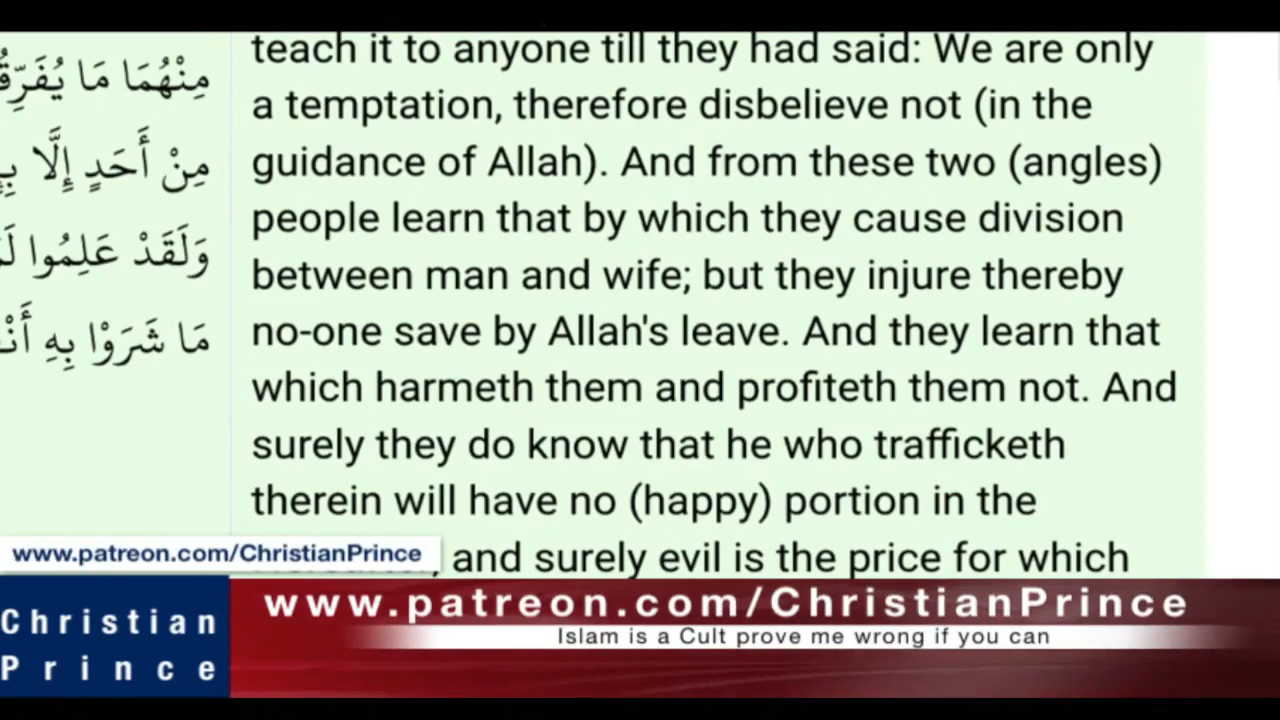 مِنْهُمَا مَا
مِنْ أَحَدٍ إِلَّا
وَلَقَدْ عَلِمُوا
مَا شَرَوْا بِهِ
teach it to anyone till they had said: We are only
a temptation, therefore disbelieve not (in the
guidance of Allah). And from these two (angles)
people learn that by which they cause division
between man and wife; but they injure thereby
no-one save by Allah's leave. And they learn that
which harmeth them and profiteth them not. And
surely they do know that he who trafficketh
therein will have no (happy) portion in the
and surely evil is the price for which
www.patreon.com/ChristianPrince
Christian
Prince
www.patreon.com/ChristianPrince
Islam is a Cult prove me wrong if you can